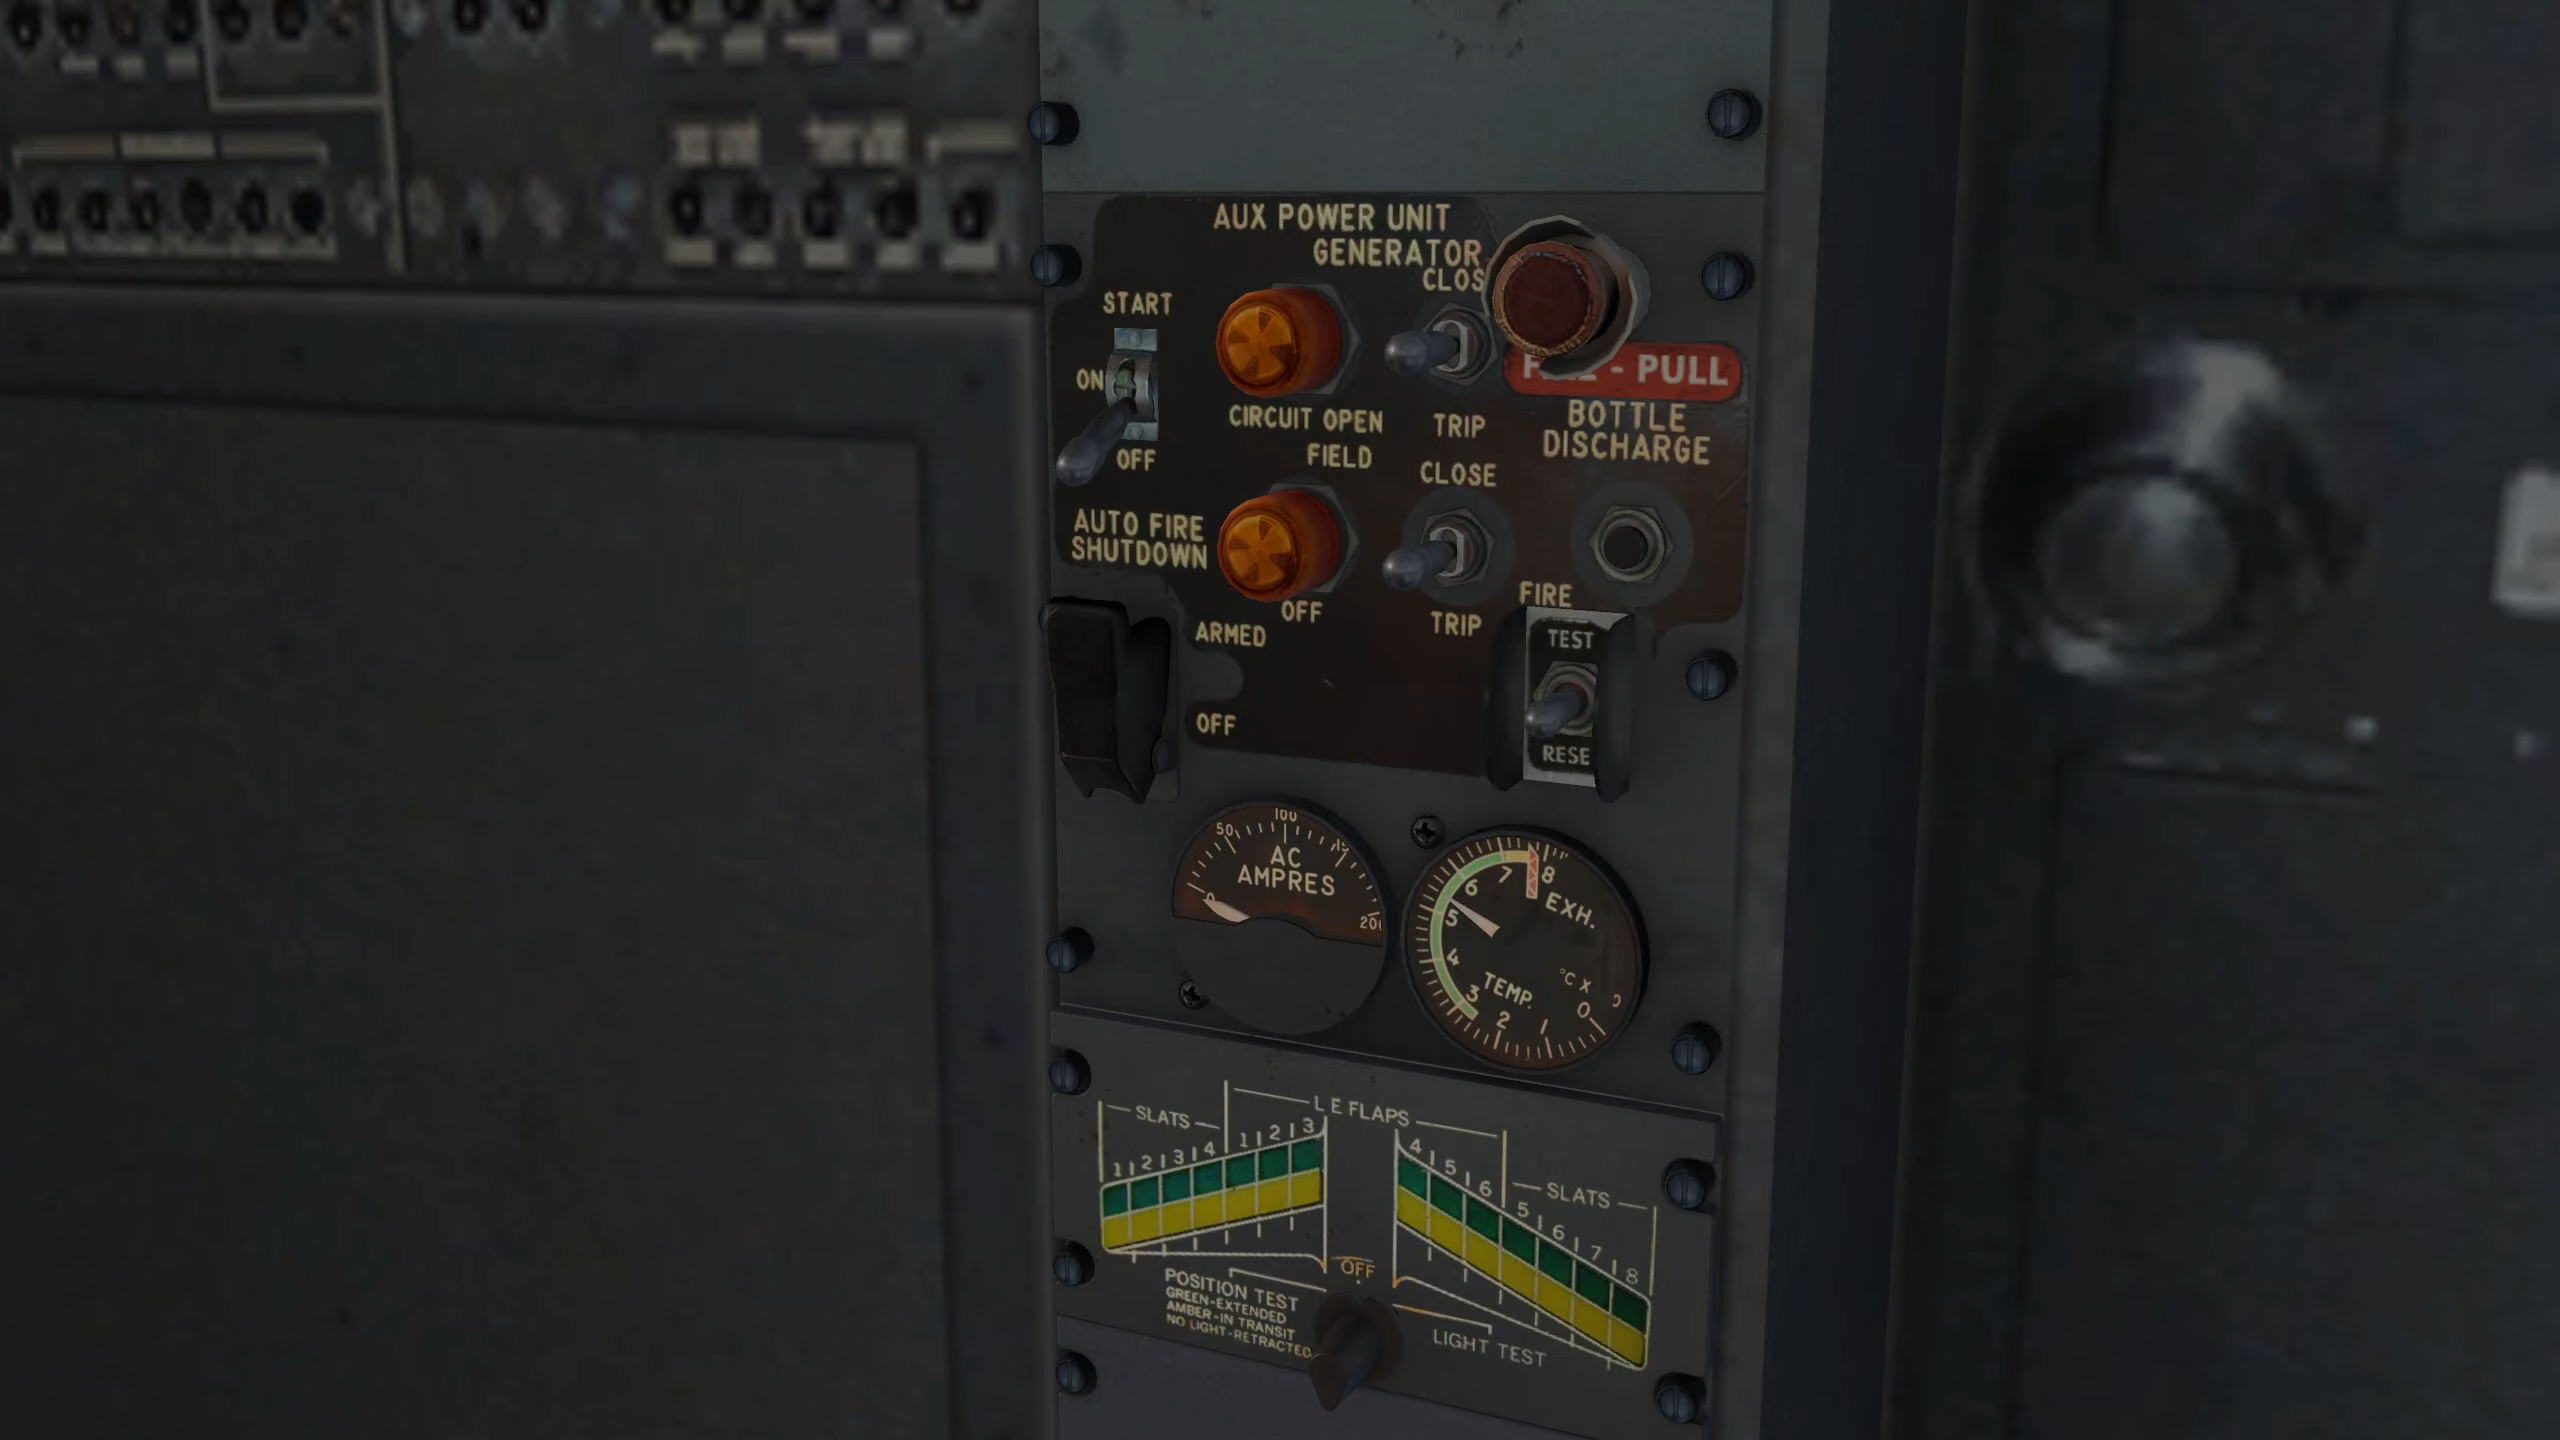 AUX POWER UNIT
GENERATOR
CLOS
START
ON
OFF
CIRCUIT OPEN
TRIP
- PULL
BOTTLE
DISCHARGE
FIELD
CLOSE
AUTO FIRE
SHUTDOWN
OFF
TRIP
FIRE
ARMED
OFF
TEST
RESE
50 100
AC
AMPRES
0
3 4 5 6 7 8
EXH.
TEMP.
°C X
0 1 2
SLATS
L E FLAPS
1 2 3 4 1 2 3
4 5 6
SLATS
5 6 7 8
OFF
POSITION TEST
GREEN-EXTENDED
AMBER-IN TRANSIT
NO LIGHT-RETRACTED
LIGHT TEST